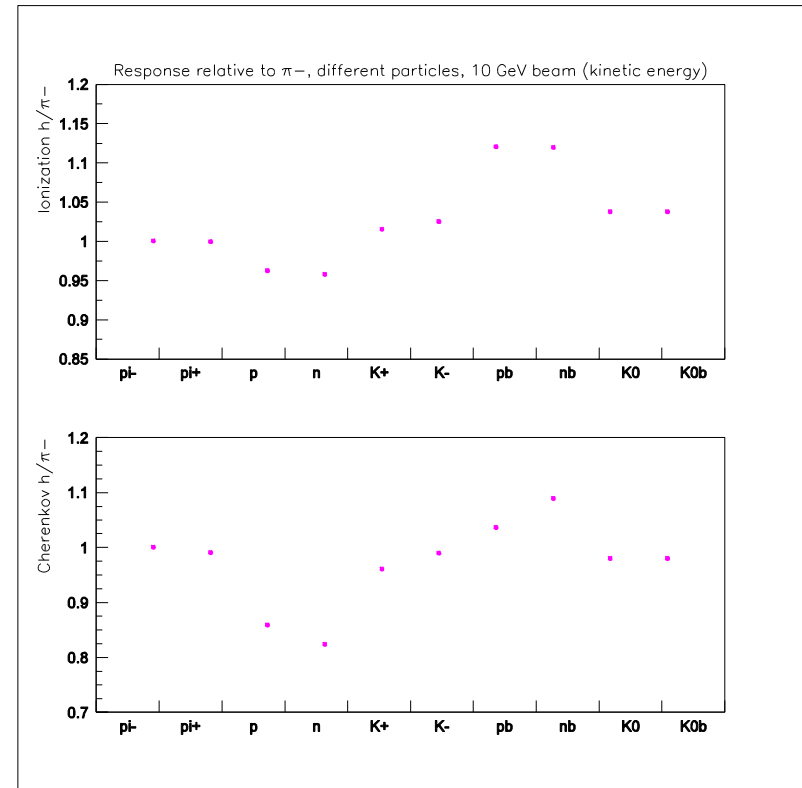 Response relative to π−, different particles, 10 GeV beam (kinetic energy)
Ionization h/π−
1.2
1.15
1.1
1.05
1
0.95
0.9
0.85
pi- pi+ p n K+ K- pb nb K0 K0b
Cherenkov h/π−
1.2
1.1
1
0.9
0.8
0.7
pi- pi+ p n K+ K- pb nb K0 K0b